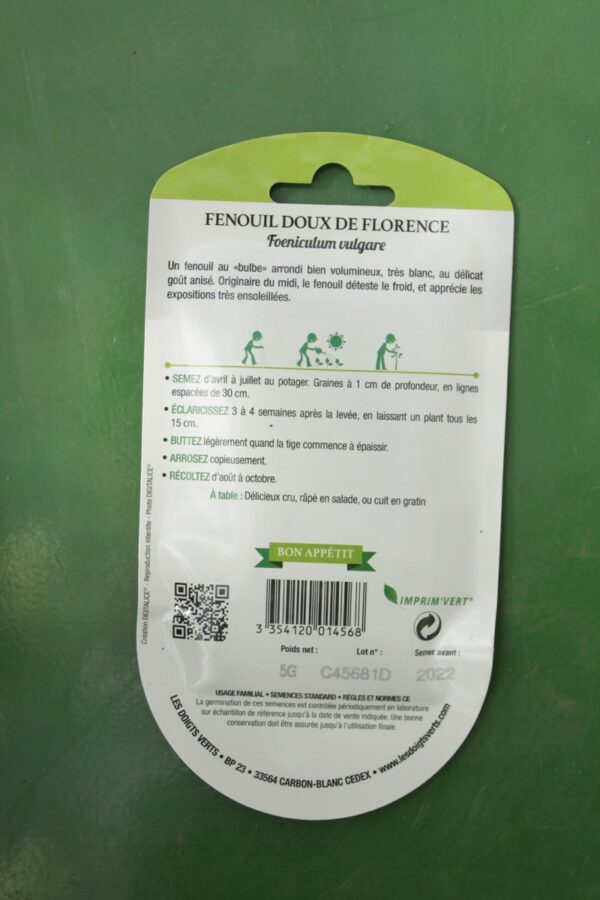 FENOUIL DOUX DE FLORENCE
Foeniculum vulgare
Un fenouil au «bulbe» arrondi bien volumineux, très blanc, au délicat
goût anisé. Originaire du midi, le fenouil déteste le froid, et apprécie les
expositions très ensoleillées.
• SEMEZ d'avril à juillet au potager. Graines à 1 cm de profondeur, en lignes
espacées de 30 cm.
• ÉCLAIRCISSEZ 3 à 4 semaines après la levée, en laissant un plant tous les
15 cm.
• BUTTEZ légèrement quand la tige commence à épaissir.
• ARROSEZ copieusement.
• RÉCOLTEZ d'août à octobre.
À table : Délicieux cru, râpé en salade, ou cuit en gratin
Création DIGITALICE® - Reproduction interdite - Photo DIGITALICE®
BON APPÉTIT
IMPRIM'VERT®
3 354120 014568
Poids net : Lot n° : Semer avant :
5G C45681D 2022
USAGE FAMILIAL • SEMENCES STANDARD • RÈGLES ET NORMES CE
La germination de ces semences est contrôlée périodiquement en laboratoire
sur échantillon de référence jusqu'à la date de vente indiquée. Une bonne
conservation doit être assurée jusqu'à l'utilisation finale.
LES DOIGTS VERTS • BP 23 • 33564 CARBON-BLANC CEDEX • www.lesdoigtsverts.com